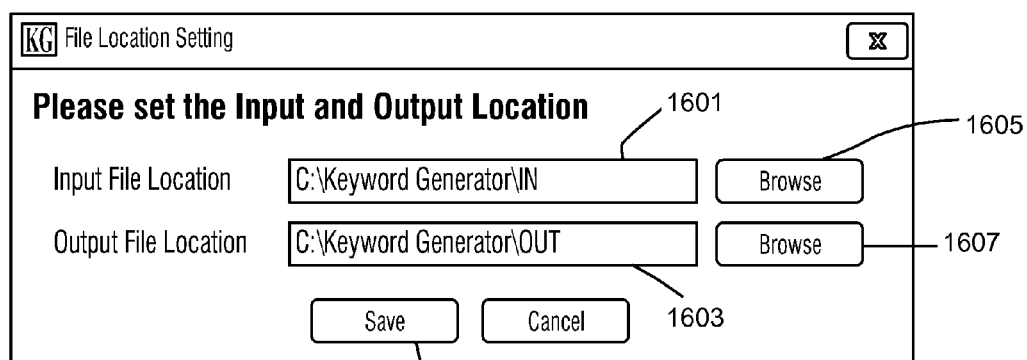 KG File Location Setting X
Please set the Input and Output Location
1601
1605
Input File Location C:\Keyword Generator\IN Browse
Output File Location C:\Keyword Generator\OUT Browse 1607
Save Cancel 1603